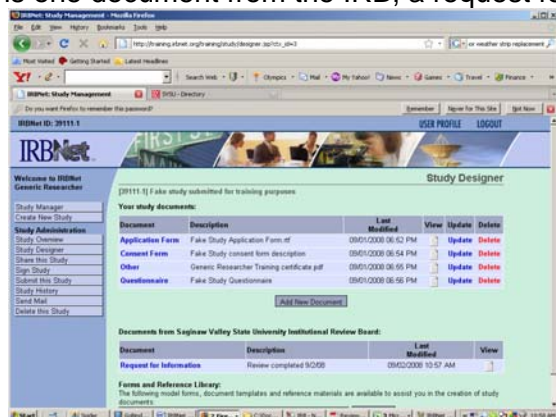 IRBNet: Study Management - Mozilla Firefox
File Edit View History Bookmarks Tools Help
Most Visited Getting Started Latest Headlines
Search Web Olympics Mail My Yahoo! News Games Travel Finance
IRBNet: Study Management SVSU - Directory
Do you want Firefox to remember this password? Remember Never for This Site Not Now
IRBNet ID: 39111-1 USER PROFILE LOGOUT
IRBNet
Welcome to IRBNet
Generic Researcher
Study Manager
Create New Study
Study Administration
Study Overview
Study Designer
Share this Study
Sign Study
Submit this Study
Study History
Send Mail
Delete this Study
Study Designer
[39111-1] Fake study submitted for training purposes
Your study documents:
Document Description Last Modified View Update Delete
Application Form Fake Study Application Form.rtf 09/01/2008 06:52 PM Update Delete
Consent Form Fake Study consent form description 09/01/2008 06:54 PM Update Delete
Other Generic Researcher Training certificate.pdf 09/01/2008 06:55 PM Update Delete
Questionnaire Fake Study Questionnaire 09/01/2008 06:56 PM Update Delete
Add New Document
Documents from Saginaw Valley State University Institutional Review Board:
Document Description Last Modified View
Request for Information Review completed 9/2/08 09/02/2008 10:57 AM
Forms and Reference Library:
The following model forms, document templates and reference materials are available to assist you in the creation of study
documents.